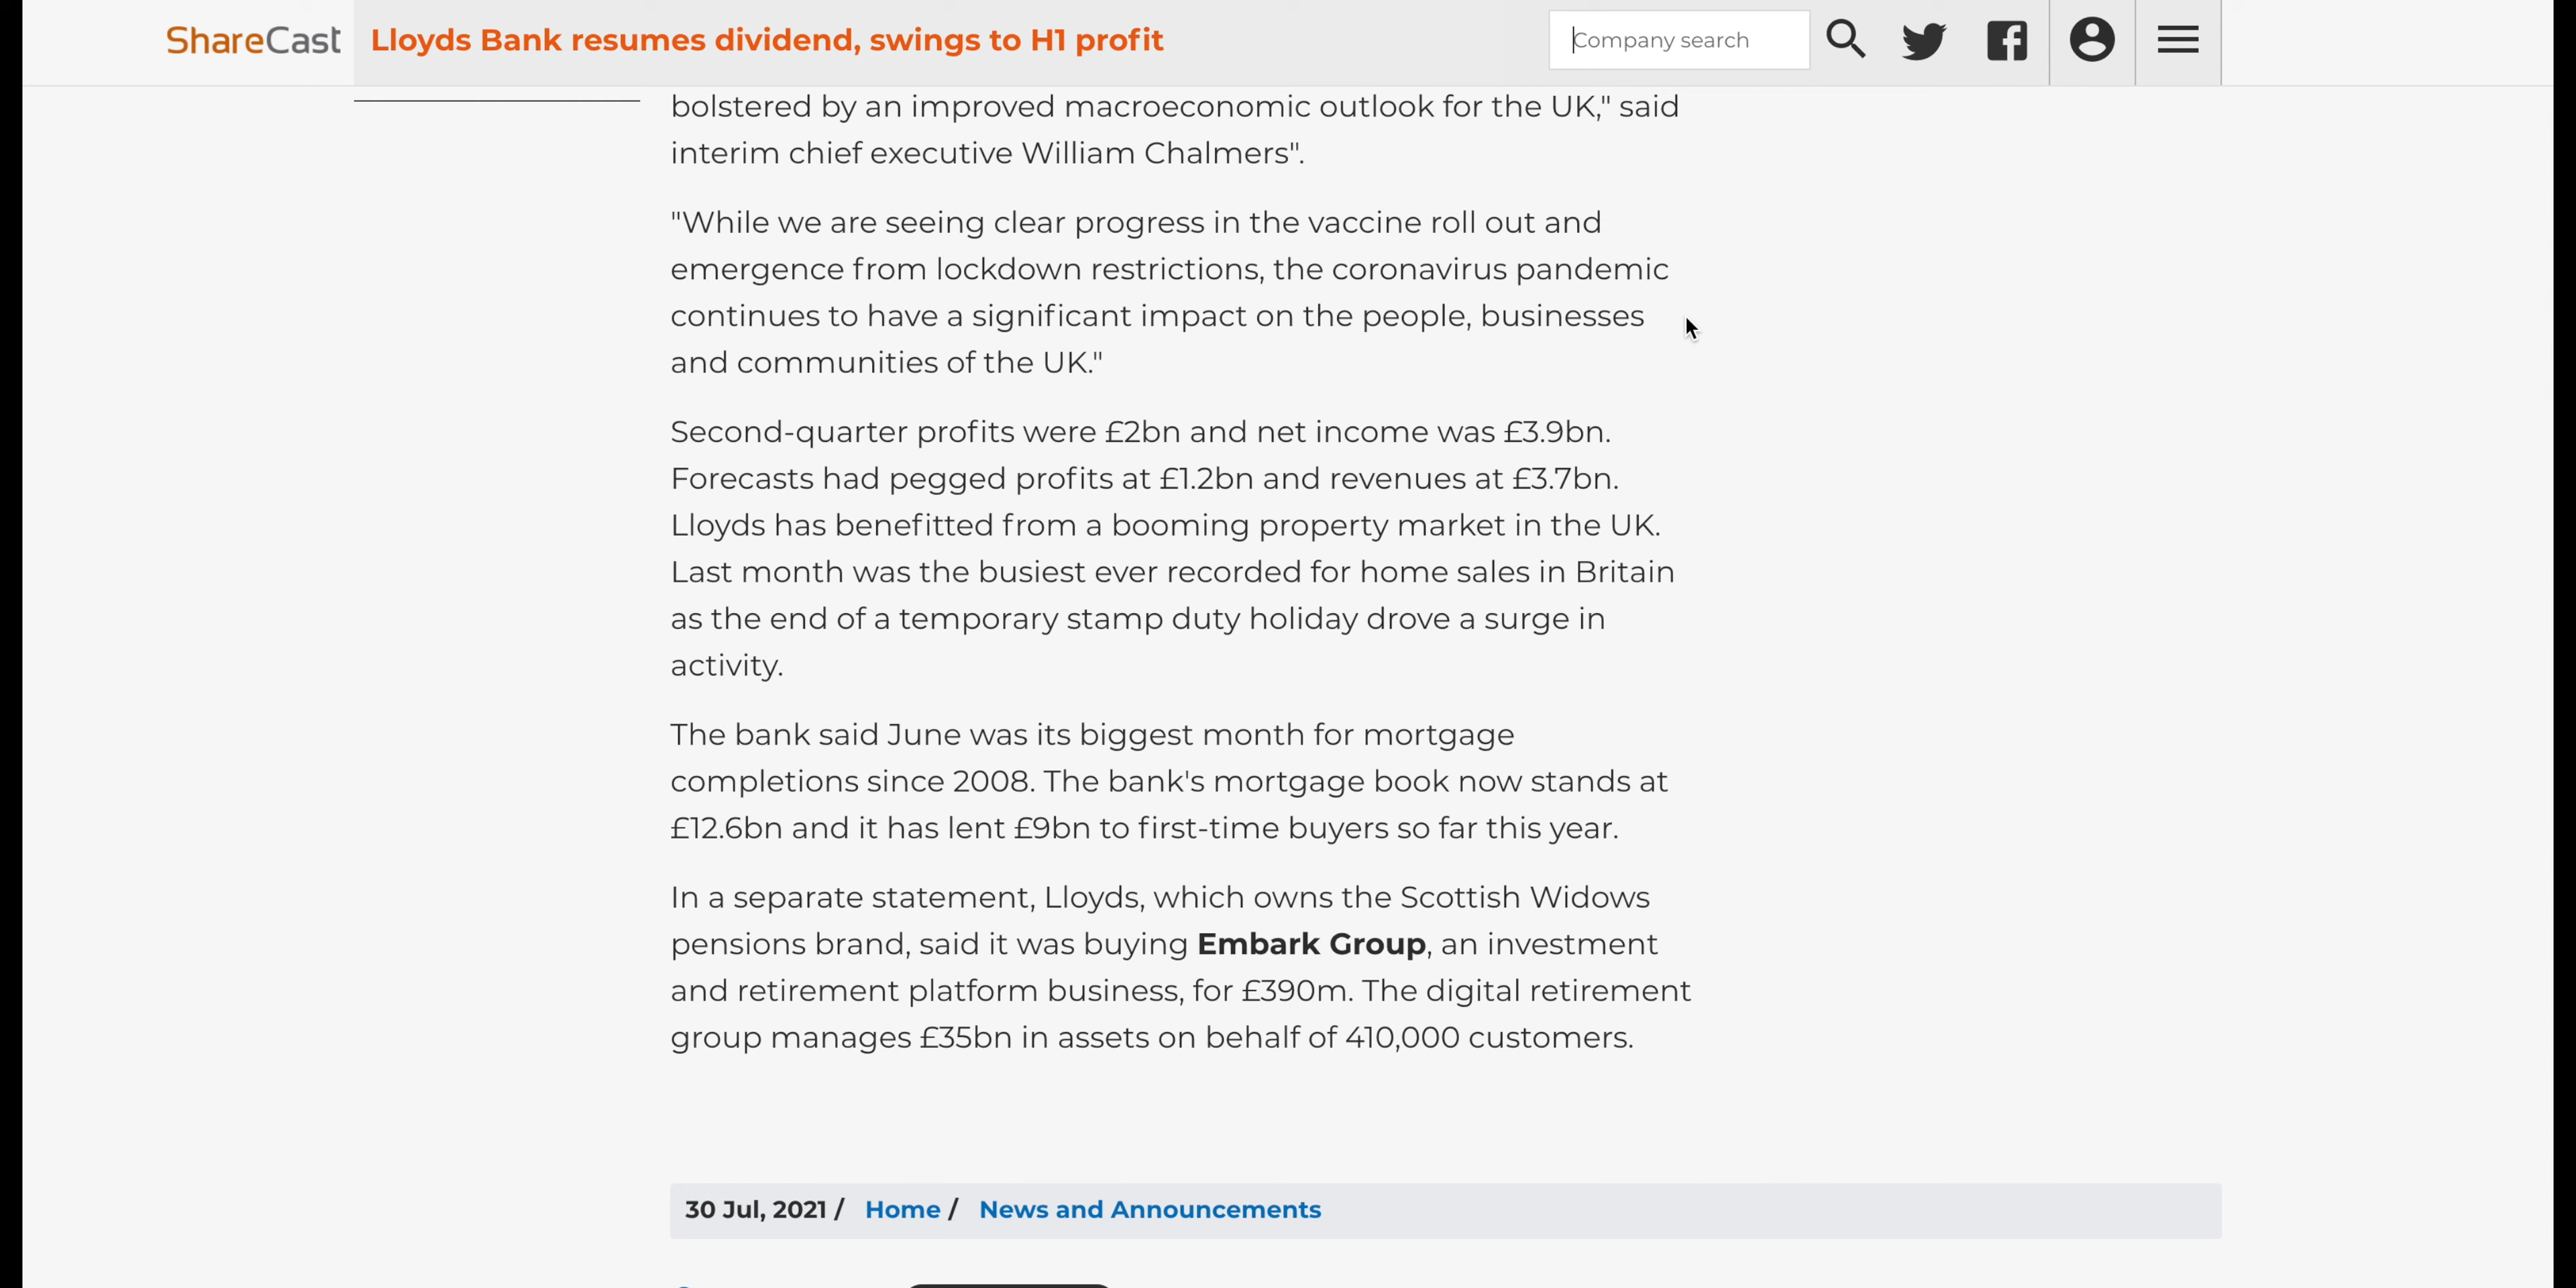 ShareCast Lloyds Bank resumes dividend, swings to H1 profit Company search
bolstered by an improved macroeconomic outlook for the UK," said
interim chief executive William Chalmers".
"While we are seeing clear progress in the vaccine roll out and
emergence from lockdown restrictions, the coronavirus pandemic
continues to have a significant impact on the people, businesses
and communities of the UK."
Second-quarter profits were £2bn and net income was £3.9bn.
Forecasts had pegged profits at £1.2bn and revenues at £3.7bn.
Lloyds has benefitted from a booming property market in the UK.
Last month was the busiest ever recorded for home sales in Britain
as the end of a temporary stamp duty holiday drove a surge in
activity.
The bank said June was its biggest month for mortgage
completions since 2008. The bank's mortgage book now stands at
£12.6bn and it has lent £9bn to first-time buyers so far this year.
In a separate statement, Lloyds, which owns the Scottish Widows
pensions brand, said it was buying Embark Group, an investment
and retirement platform business, for £390m. The digital retirement
group manages £35bn in assets on behalf of 410,000 customers.
30 Jul, 2021 / Home / News and Announcements